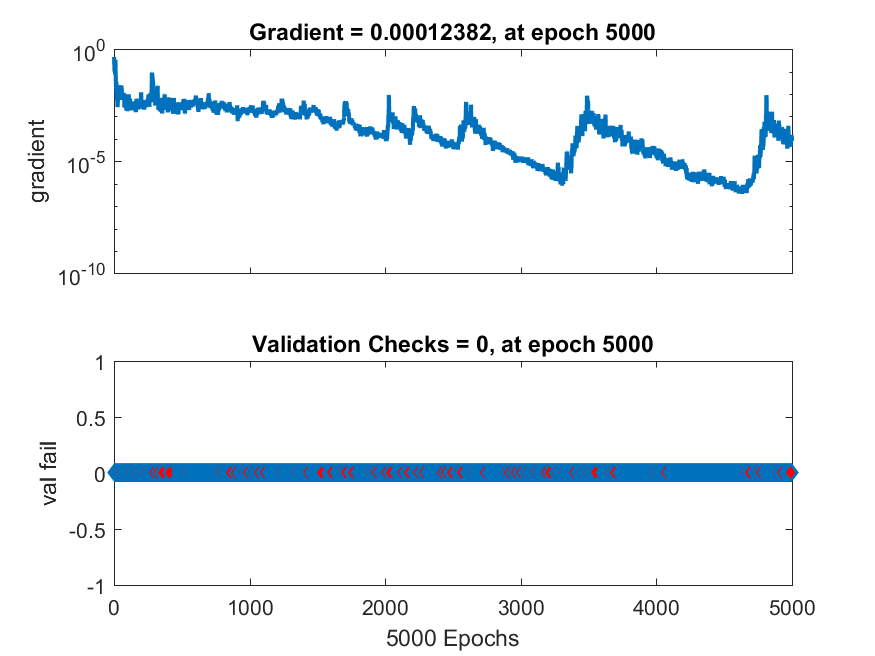 Gradient = 0.00012382, at epoch 5000
10^0
10^-5
10^-10
gradient
Validation Checks = 0, at epoch 5000
1
0.5
0
-0.5
-1
val fail
0 1000 2000 3000 4000 5000
5000 Epochs